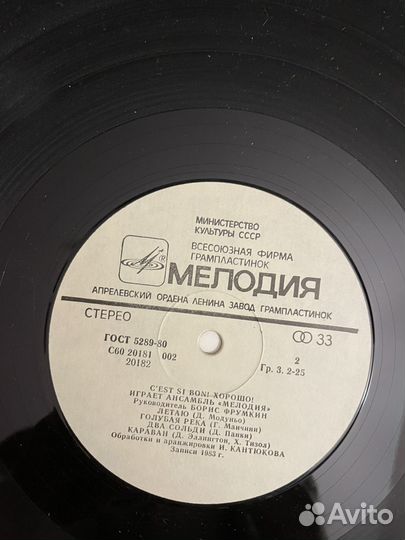 МИНИСТЕРСТВО
КУЛЬТУРЫ СССР
ВСЕСОЮЗНАЯ ФИРМА
ГРАМПЛАСТИНОК
® МЕЛОДИЯ
АПРЕЛЕВСКИЙ ОРДЕНА ЛЕНИНА ЗАВОД ГРАМПЛАСТИНОК
СТЕРЕО 33
ГОСТ 5289-80 2
С60 20181 002 Гр. 3. 2-25
20182
C'EST SI BON! ХОРОШО!
ИГРАЕТ АНСАМБЛЬ «МЕЛОДИЯ»
Руководитель БОРИС ФРУМКИН
ЛЕТАЮ (Д. Модуньо)
ГОЛУБАЯ РЕКА (Г. Манчини)
ДВА СОЛЬДИ (Д. Панки)
КАРАВАН (Д. Эллингтон, Х. Тизол)
Обработки и аранжировки И. КАНТЮКОВА
Записи 1983 г.
Avito